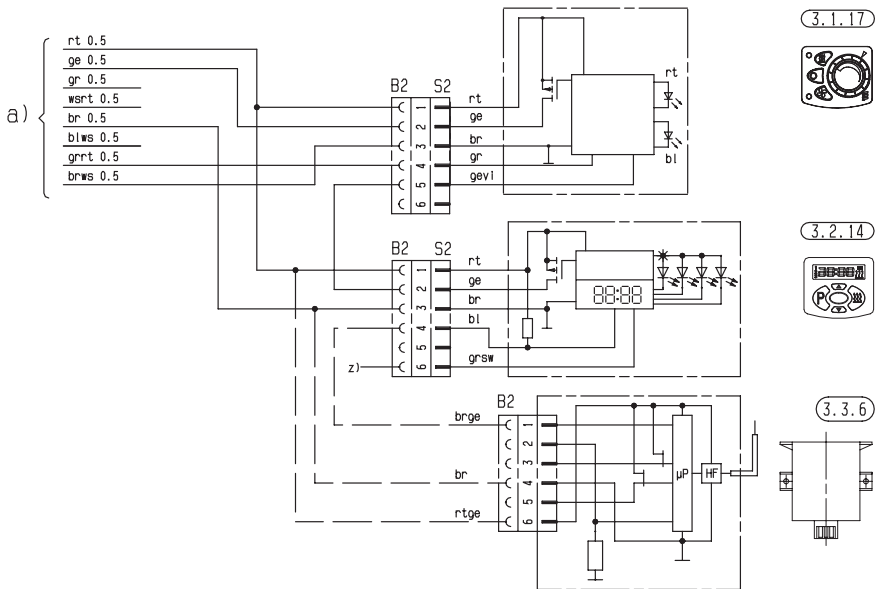 a)
rt 0.5
ge 0.5
gr 0.5
wsrt 0.5
br 0.5
blws 0.5
grrt 0.5
brws 0.5
B2 S2
1
2
3
4
5
6
rt
ge
br
gr
gevi
rt
bl
3.1.17
B2 S2
1
2
3
4
5
6
rt
ge
br
bl
grsw
z)
88:88
3.2.14
88:88
P
B2
1
2
3
4
5
6
brge
br
rtge
µP
HF
3.3.6